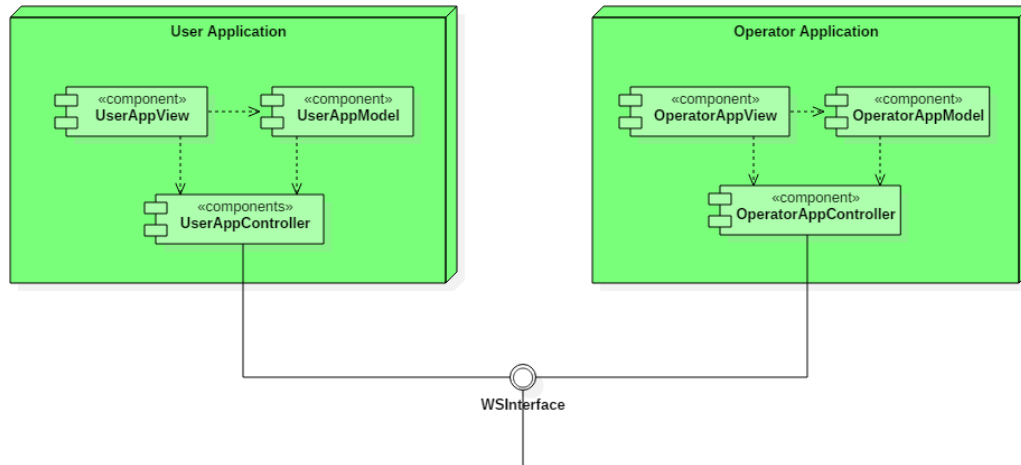 User Application
«component»
UserAppView
«component»
UserAppModel
«components»
UserAppController
Operator Application
«component»
OperatorAppView
«component»
OperatorAppModel
«component»
OperatorAppController
WSInterface